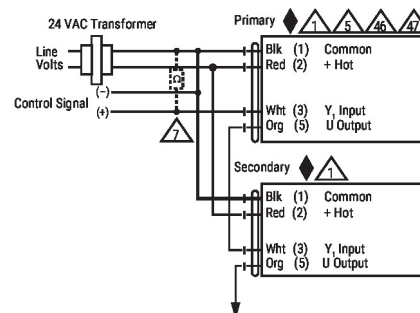 24 VAC Transformer
Primary 1 5 46 47
Line
Volts
Blk (1) Common
Red (2) + Hot
(–)
Control Signal (+)
Ω
7
Wht (3) Y, Input
Org (5) U Output
Secondary 1
Blk (1) Common
Red (2) + Hot
Wht (3) Y, Input
Org (5) U Output